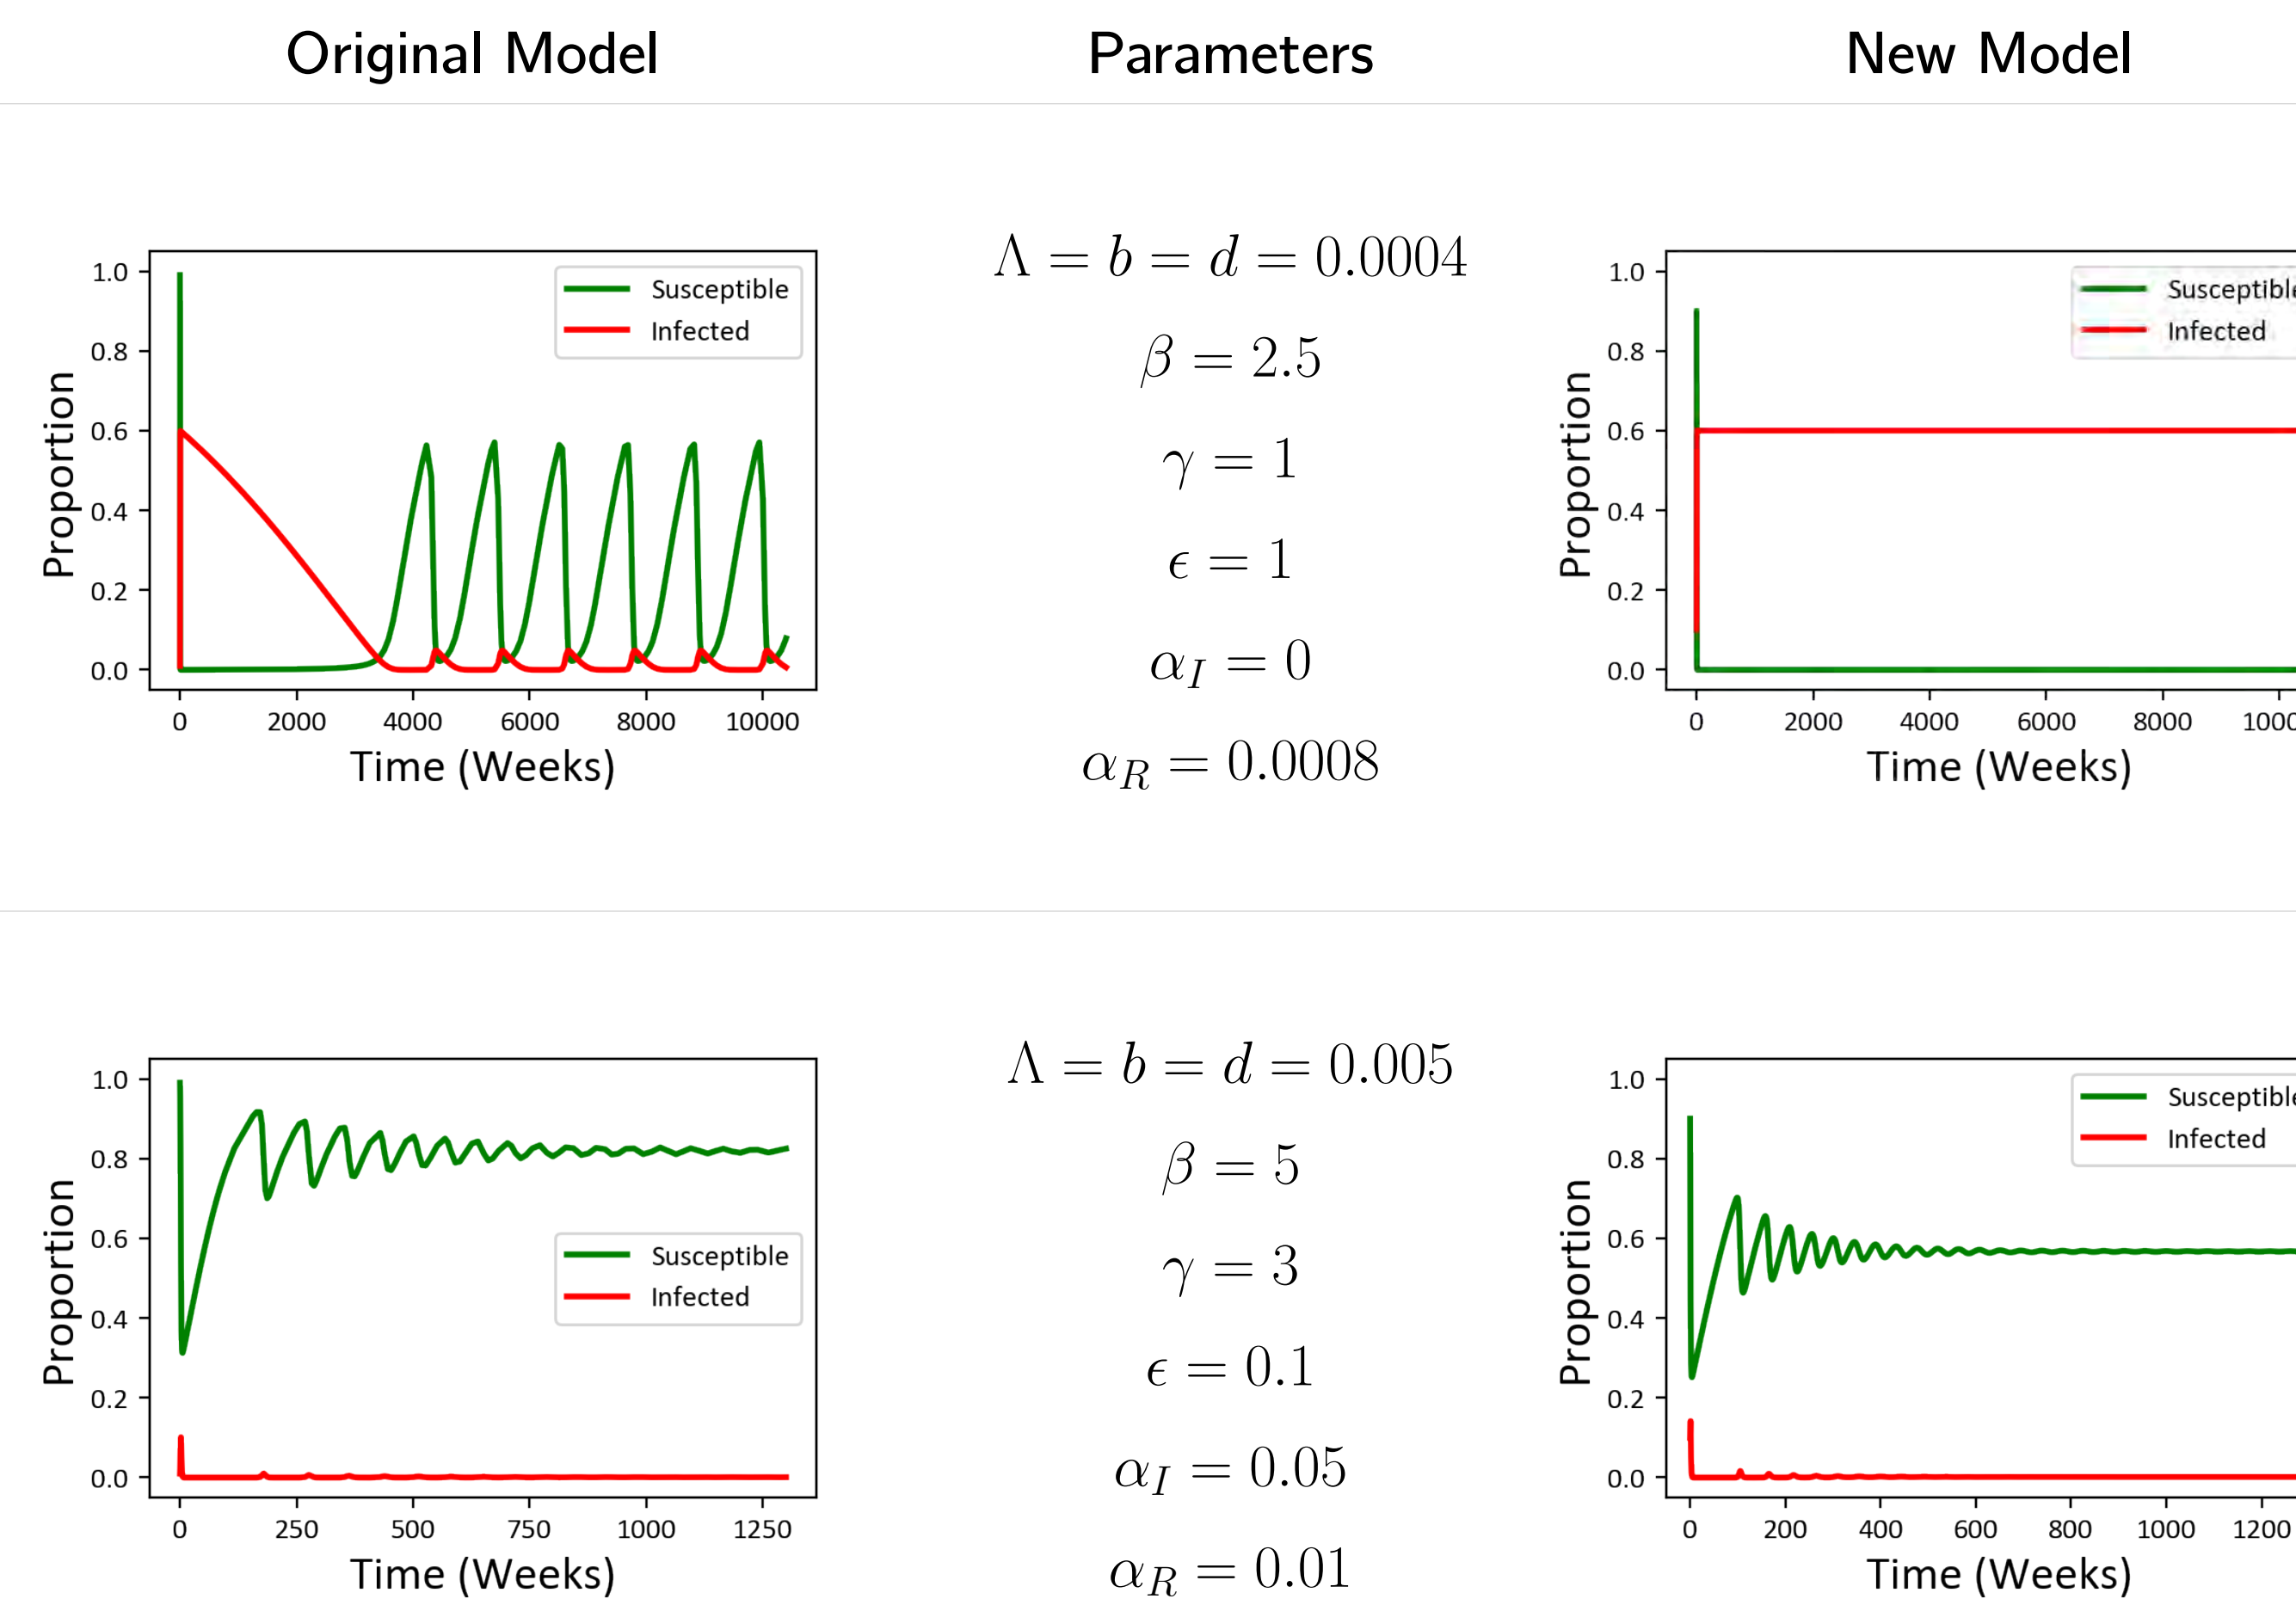 Original Model
Parameters
New Model
1.0
0.8
0.6
0.4
0.2
0.0
Proportion
Susceptible
Infected
0 2000 4000 6000 8000 10000
Time (Weeks)
Λ = b = d = 0.0004
β = 2.5
γ = 1
ϵ = 1
α_I = 0
α_R = 0.0008
1.0
0.8
0.6
0.4
0.2
0.0
Proportion
Susceptible
Infected
0 2000 4000 6000 8000 1000
Time (Weeks)
1.0
0.8
0.6
0.4
0.2
0.0
Proportion
Susceptible
Infected
0 250 500 750 1000 1250
Time (Weeks)
Λ = b = d = 0.005
β = 5
γ = 3
ϵ = 0.1
α_I = 0.05
α_R = 0.01
1.0
0.8
0.6
0.4
0.2
0.0
Proportion
Susceptible
Infected
0 200 400 600 800 1000 1200
Time (Weeks)